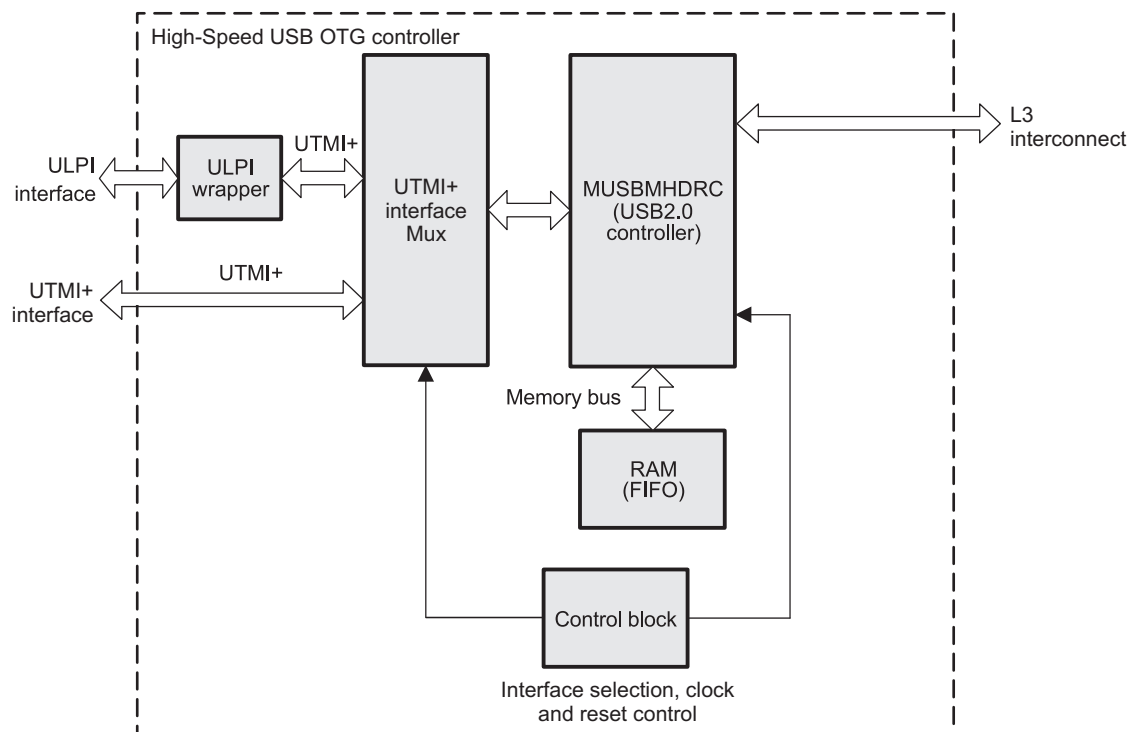 High-Speed USB OTG controller
L3
interconnect
UTMI+
ULPI
interface
ULPI
wrapper
UTMI+
interface
Mux
MUSBMHDRC
(USB2.0
controller)
UTMI+
UTMI+
interface
Memory bus
RAM
(FIFO)
Control block
Interface selection, clock
and reset control